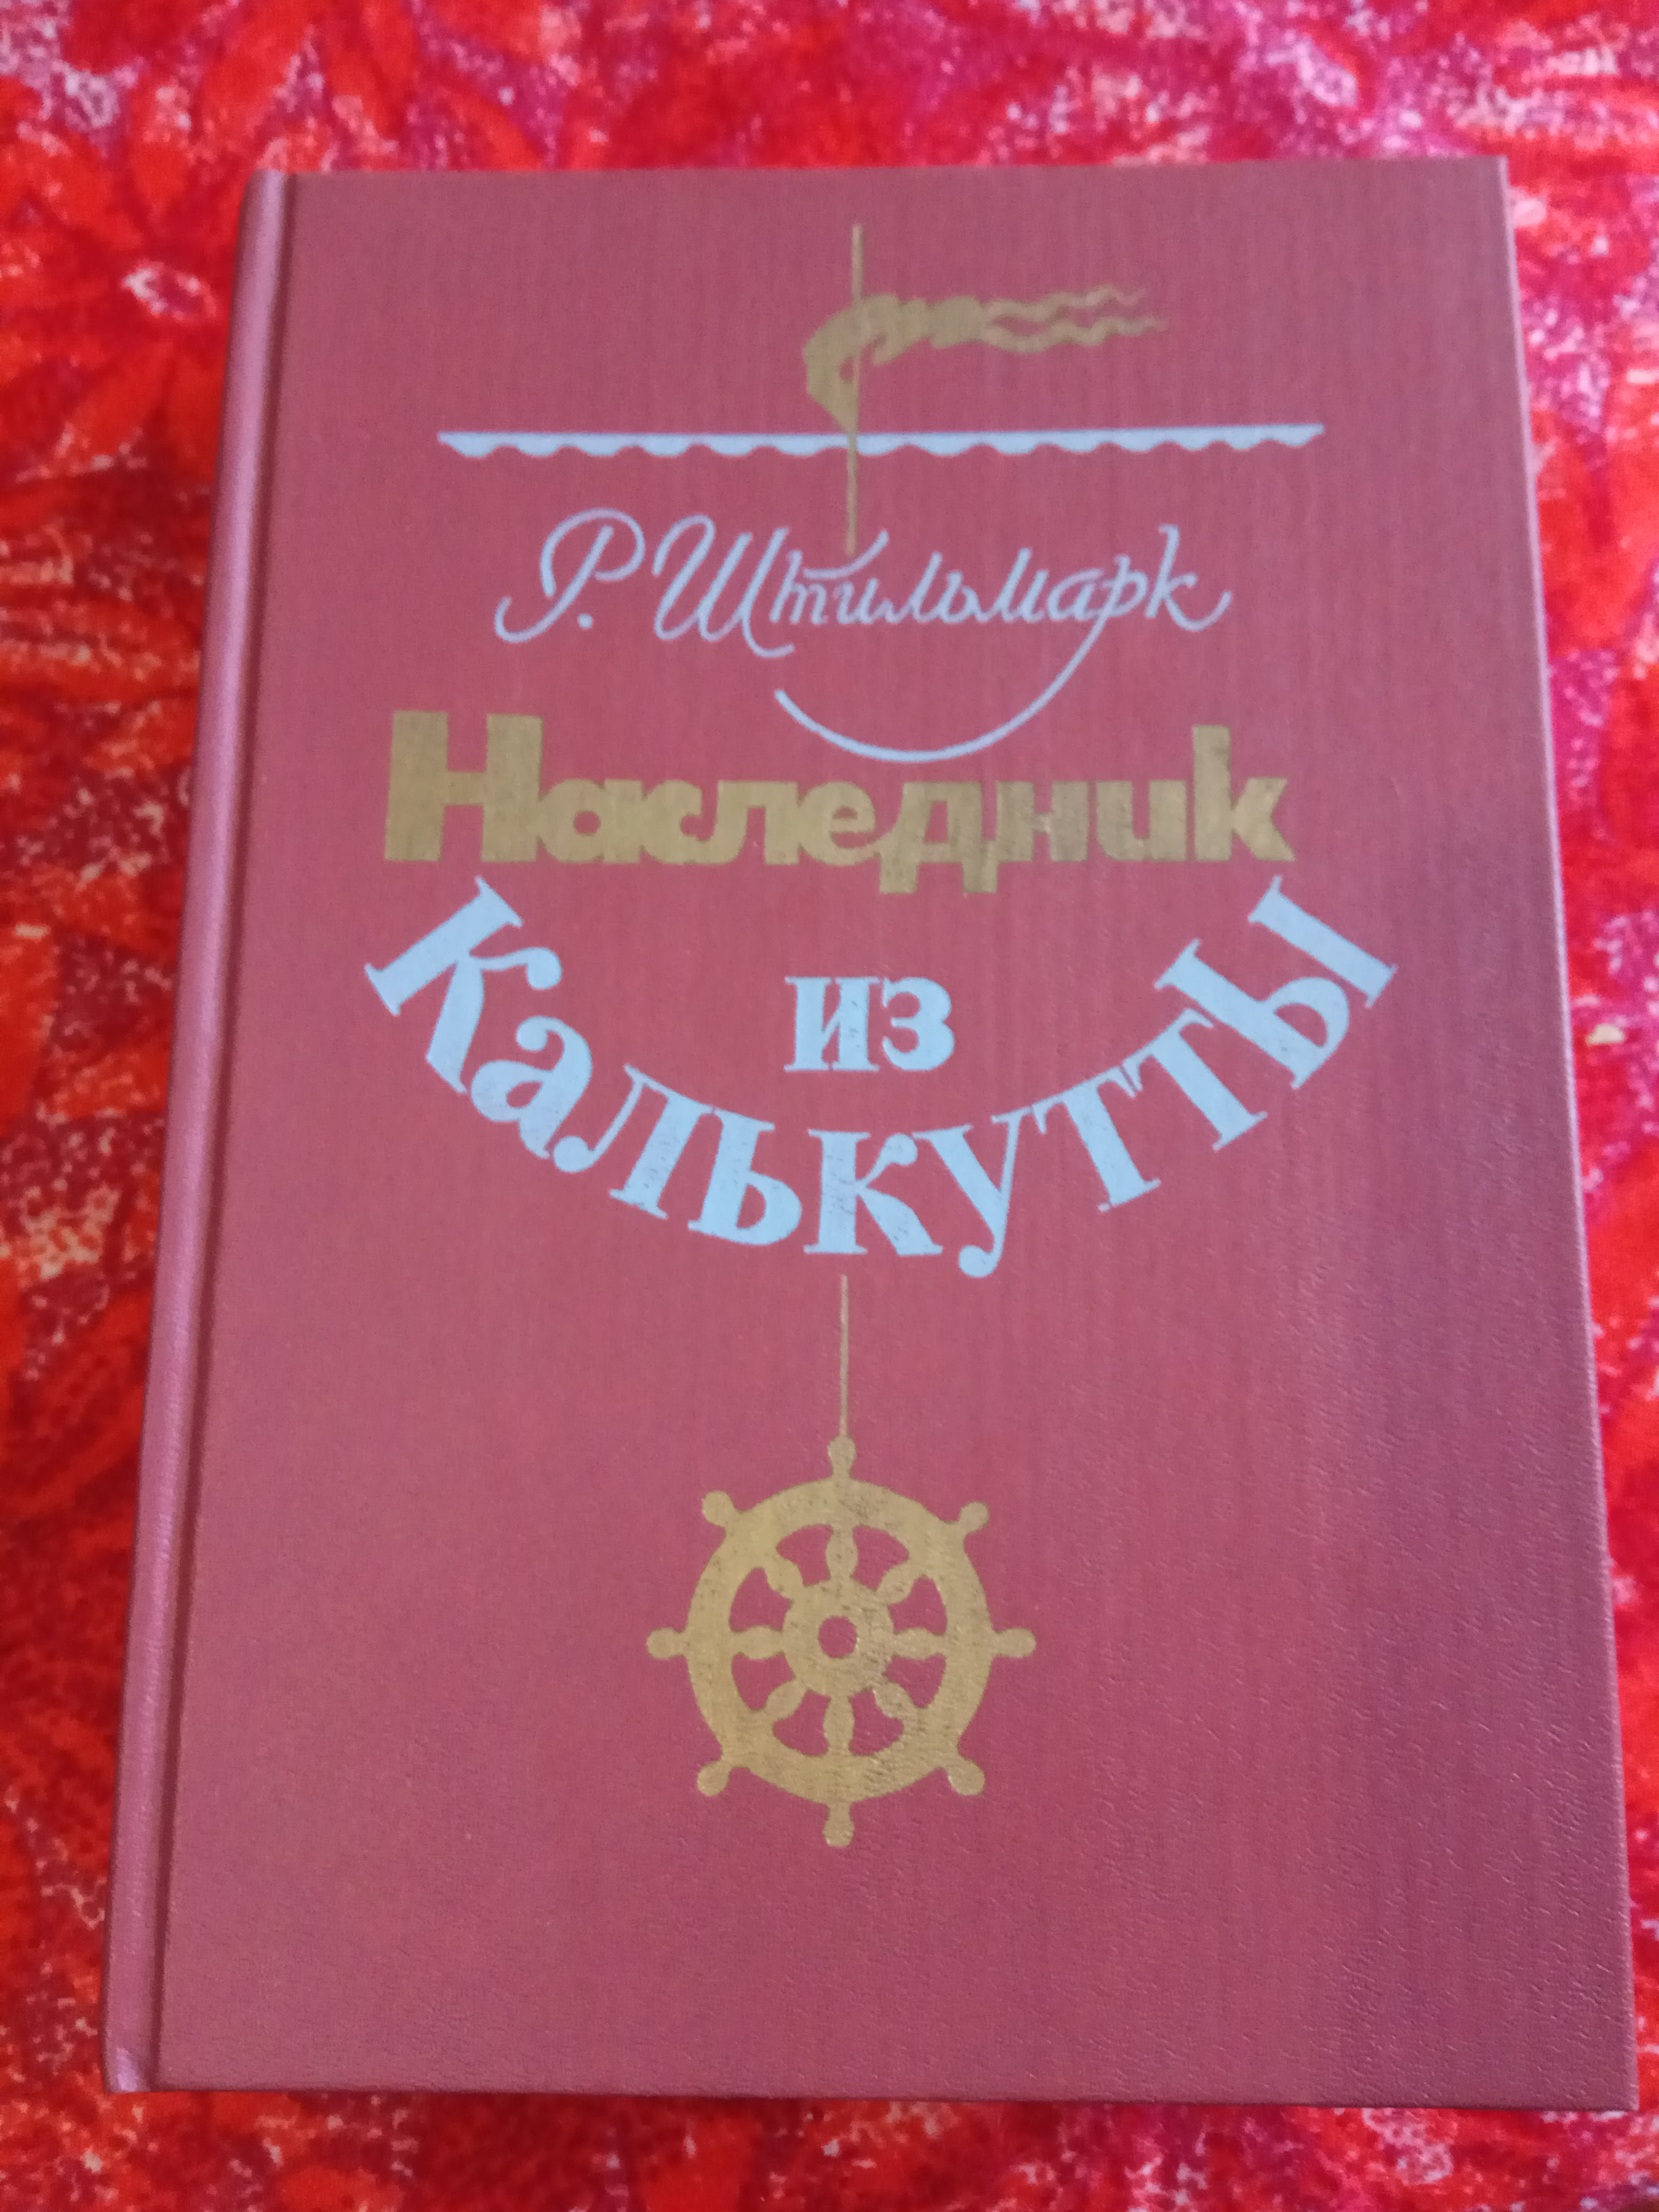 Р. Штильмарк
Наследник
из
Калькутты